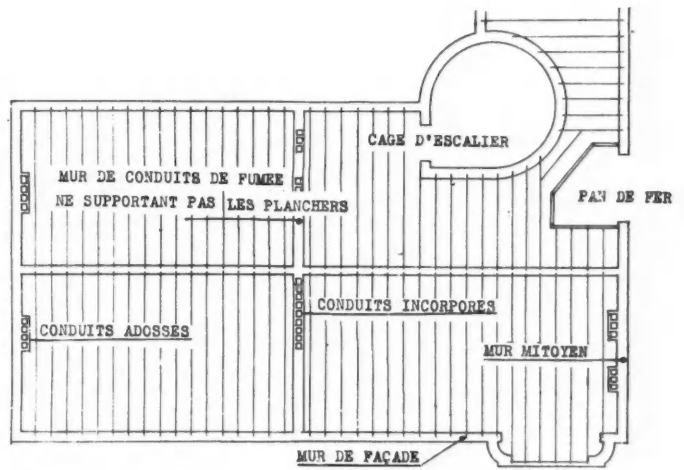 CAGE D'ESCALIER
MUR DE CONDUITS DE FUMEE
NE SUPPORTANT PAS LES PLANCHERS
PAN DE FER
CONDUITS INCORPORES
CONDUITS ADOSSES
MUR MITOYEN
MUR DE FAÇADE